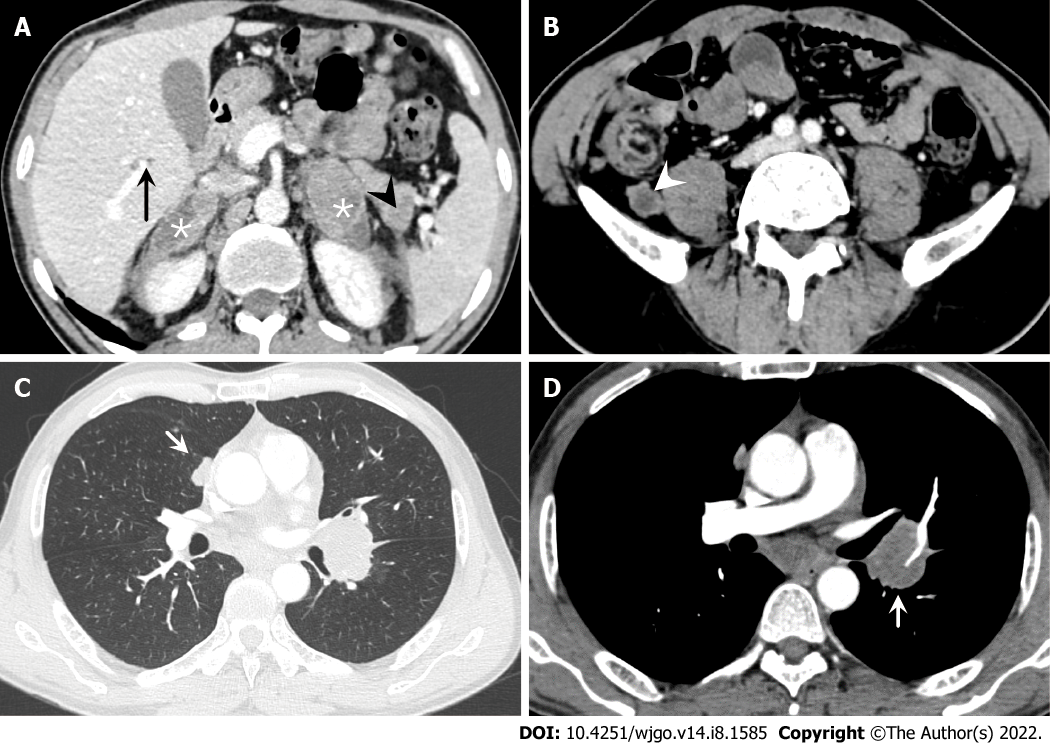 A
B
* *
C
D
DOI: 10.4251/wjgo.v14.i8.1585 Copyright ©The Author(s) 2022.